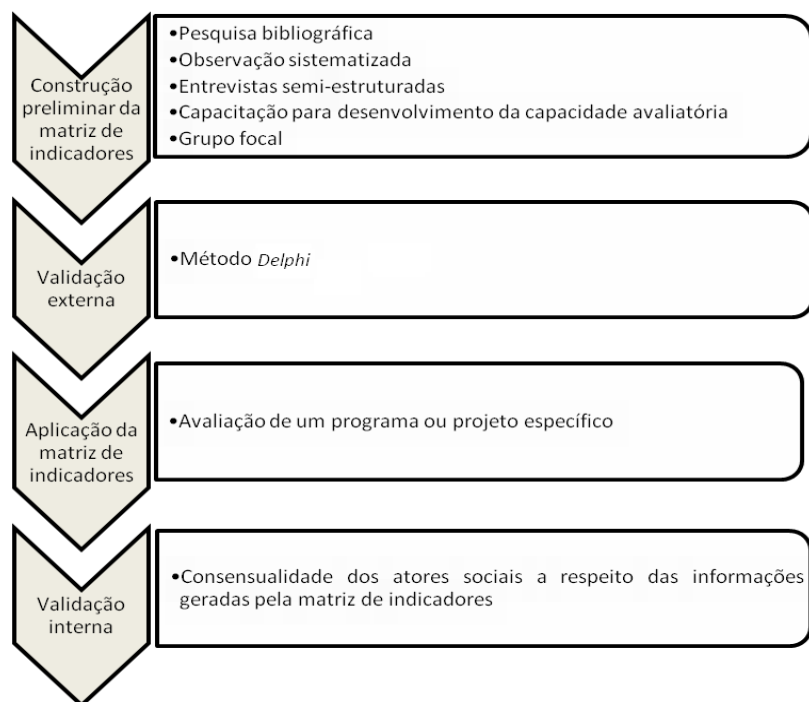 Construção
preliminar da
matriz de
indicadores
•Pesquisa bibliográfica
•Observação sistematizada
•Entrevistas semi-estruturadas
•Capacitação para desenvolvimento da capacidade avaliatória
•Grupo focal
Validação
externa
•Método Delphi
Aplicação da
matriz de
indicadores
•Avaliação de um programa ou projeto específico
Validação
interna
•Consensualidade dos atores sociais a respeito das informações
geradas pela matriz de indicadores